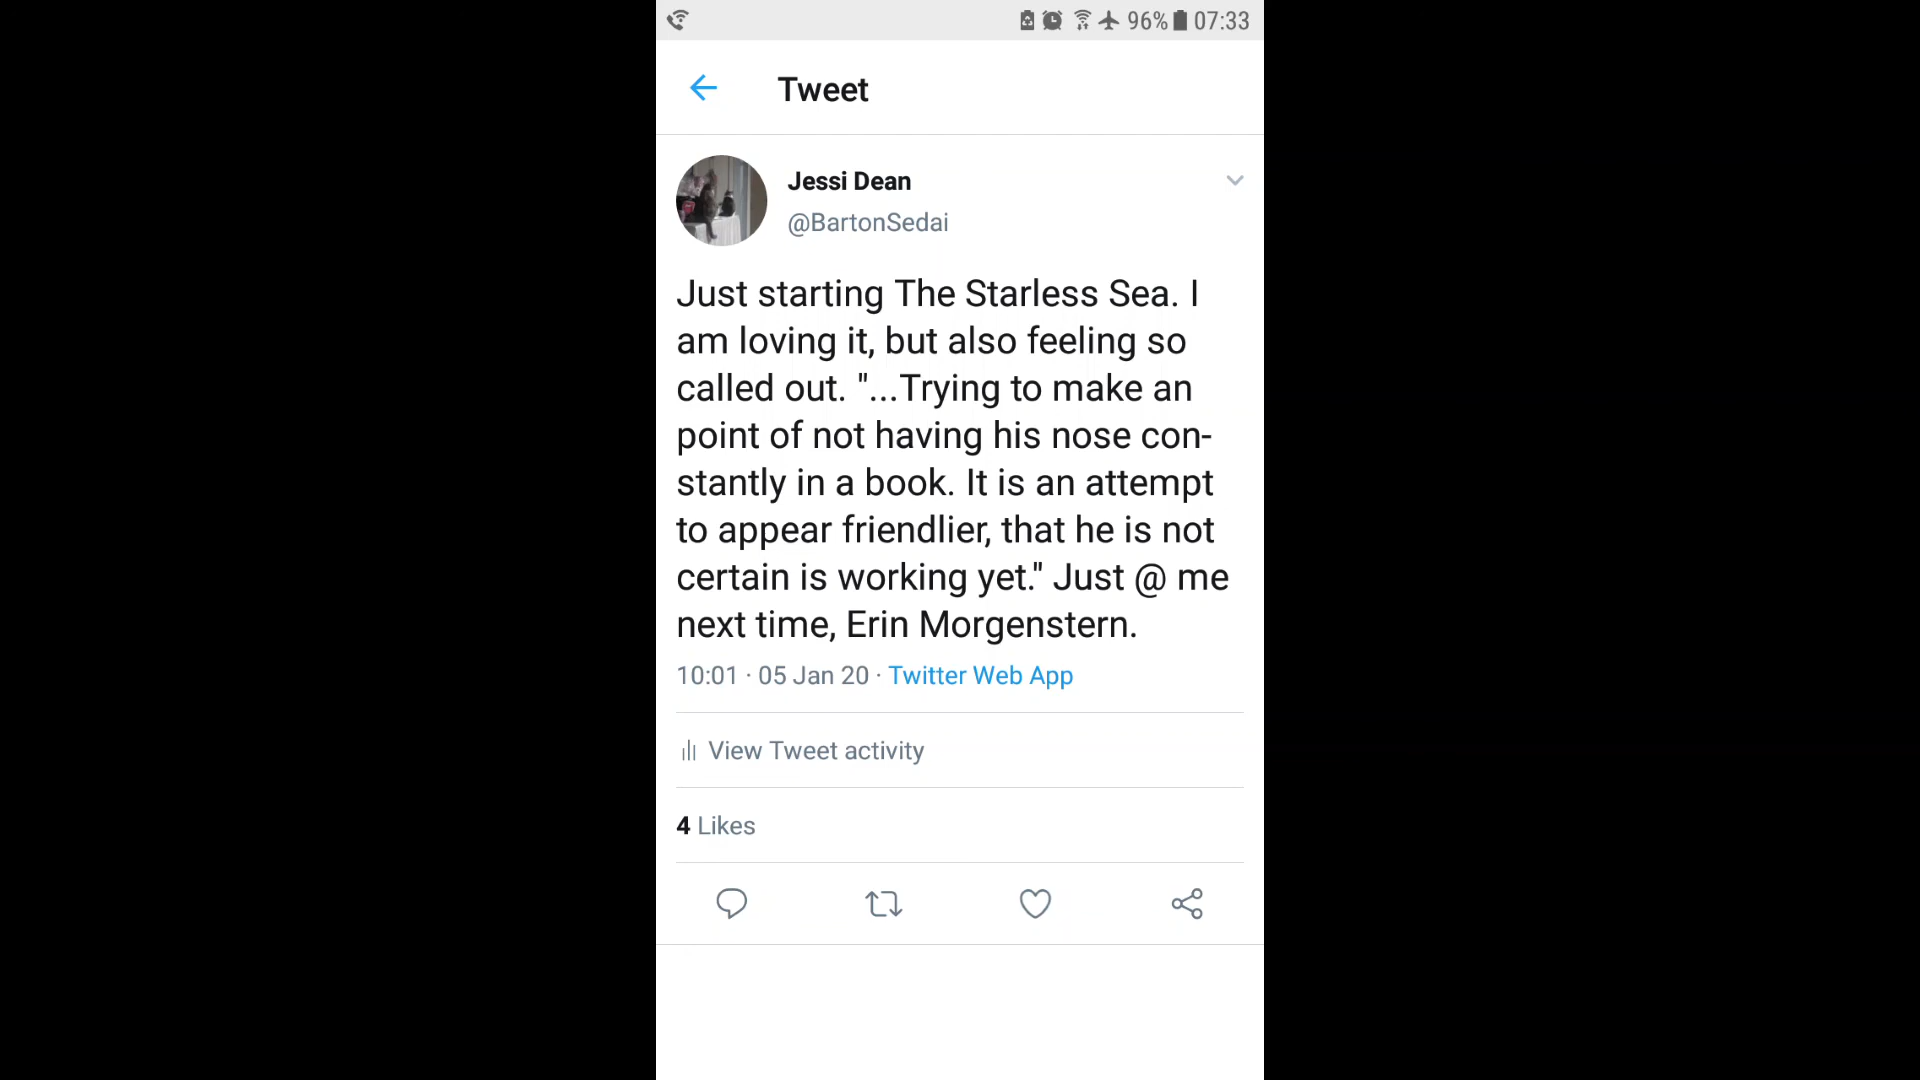 96% 07:33
Tweet
Jessi Dean
@BartonSedai
Just starting The Starless Sea. I
am loving it, but also feeling so
called out. "...Trying to make an
point of not having his nose con-
stantly in a book. It is an attempt
to appear friendlier, that he is not
certain is working yet." Just @ me
next time, Erin Morgenstern.
10:01 · 05 Jan 20 · Twitter Web App
View Tweet activity
4 Likes